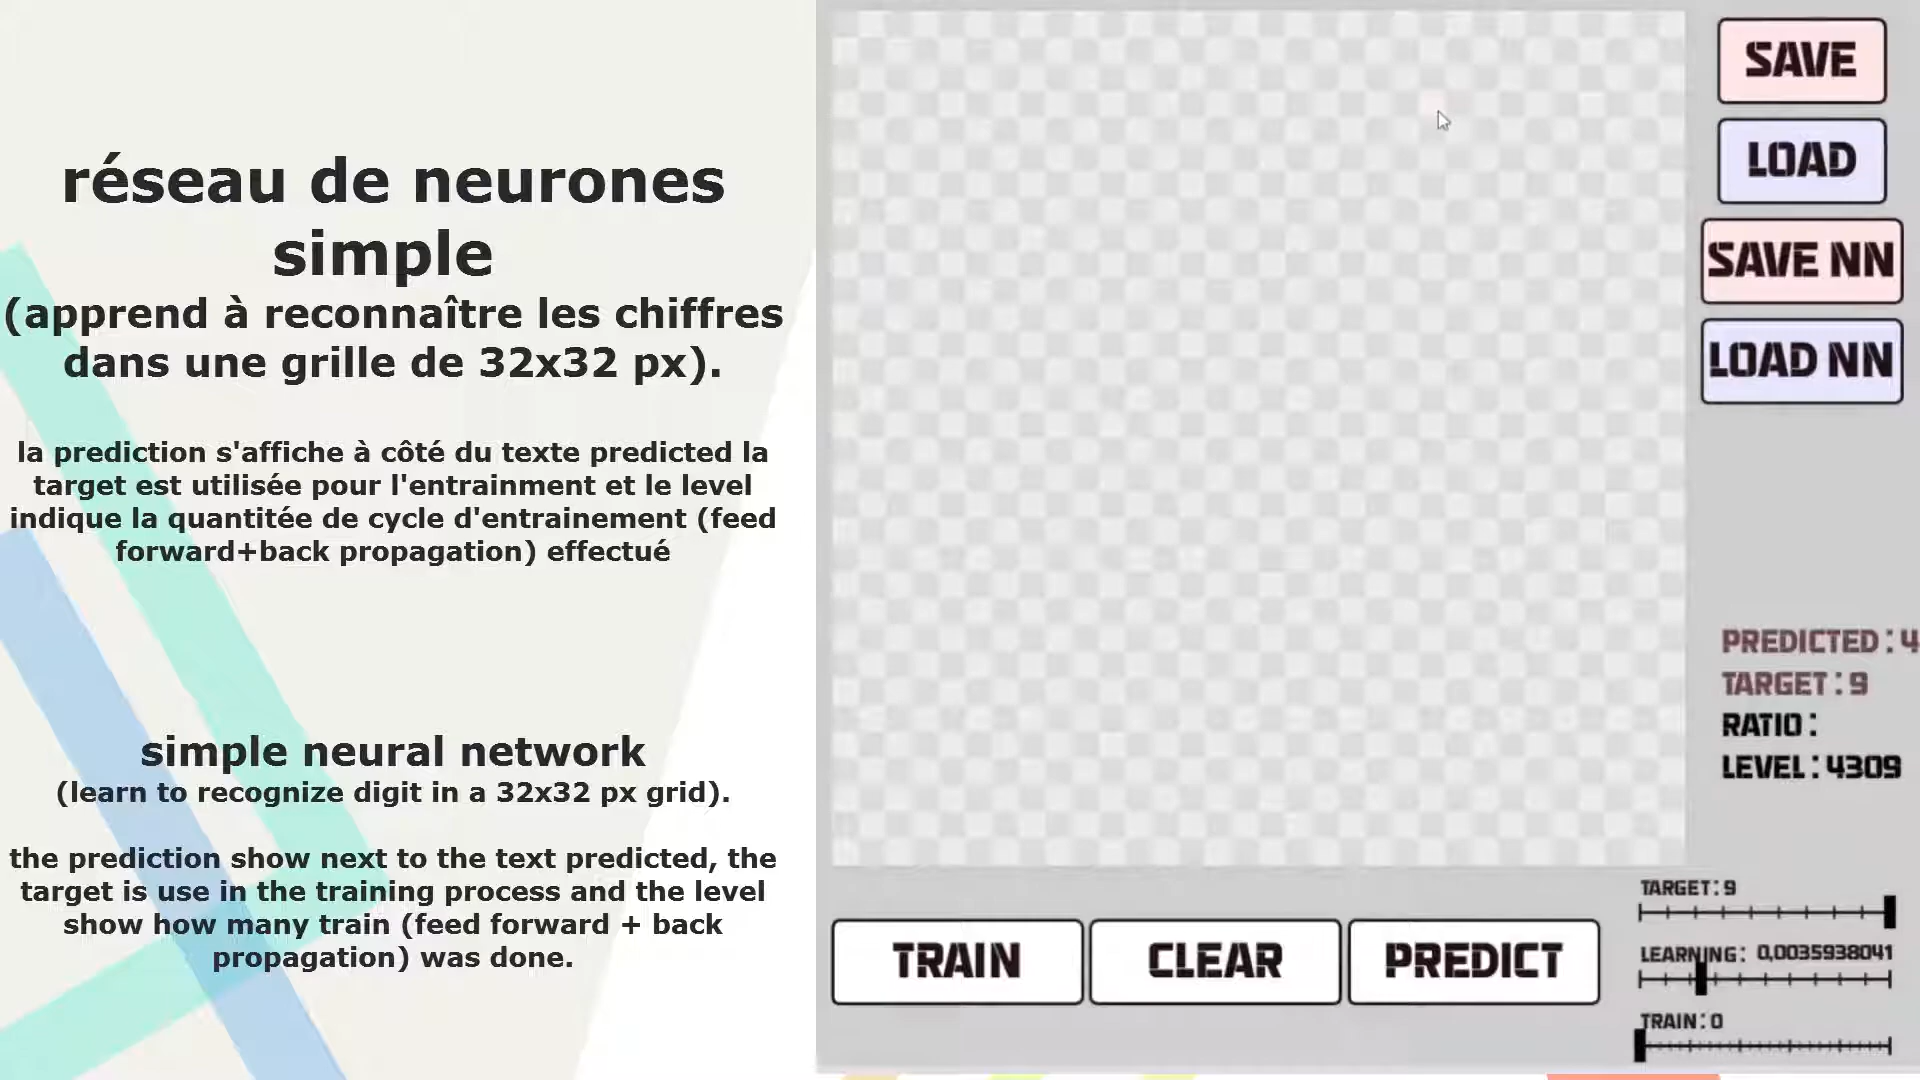 réseau de neurones
simple
(apprend à reconnaître les chiffres
dans une grille de 32x32 px).
la prediction s'affiche à côté du texte predicted la
target est utilisée pour l'entrainment et le level
indique la quantitée de cycle d'entrainement (feed
forward+back propagation) effectué
simple neural network
(learn to recognize digit in a 32x32 px grid).
the prediction show next to the text predicted, the
target is use in the training process and the level
show how many train (feed forward + back
propagation) was done.
SAVE
LOAD
SAVE NN
LOAD NN
PREDICTED:4
TARGET:9
RATIO:
LEVEL:4309
TRAIN
CLEAR
PREDICT
TARGET:9
LEARNING: 0,0035938041
TRAIN:0